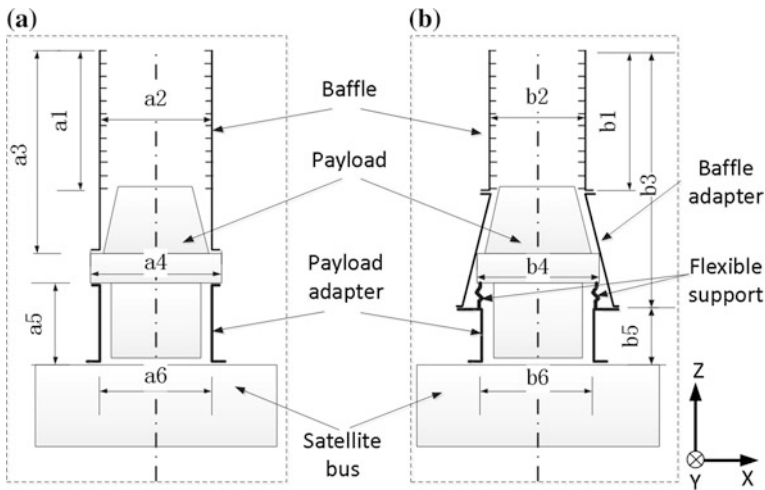 (a)
(b)
a1
a2
a3
a4
a5
a6
Baffle
Payload
Payload
adapter
Satellite
bus
b1
b2
b3
b4
b5
b6
Baffle
adapter
Flexible
support
Z
Y
X